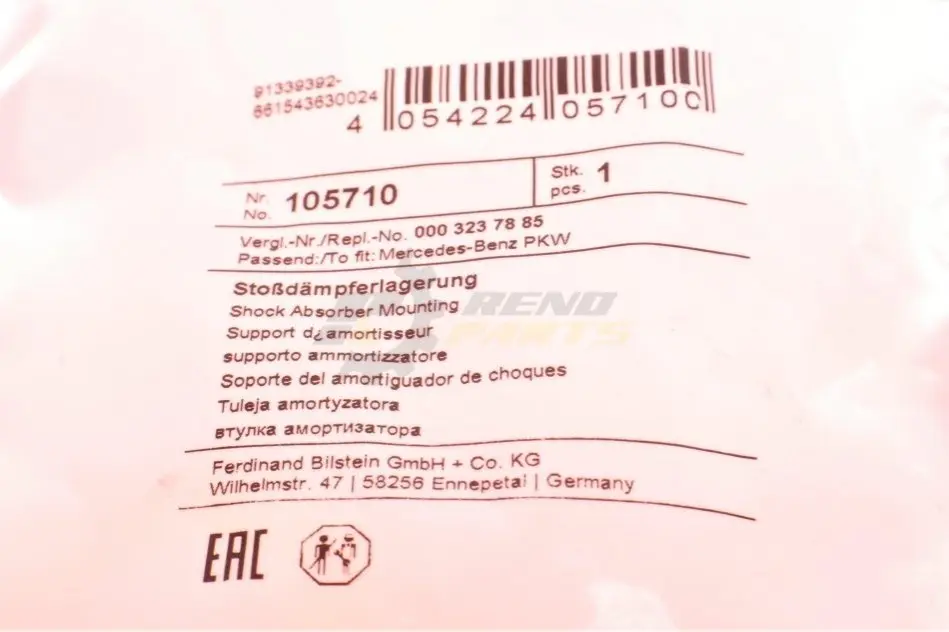 91339392-
661543630024
4 054224 05710
Nr.
No. 105710
Stk.
pcs. 1
Vergl.-Nr./Repl.-No. 000 323 78 85
Passend:/To fit: Mercedes-Benz PKW
Stoßdämpferlagerung
Shock Absorber Mounting
Support d¿amortisseur
supporto ammortizzatore
Soporte del amortiguador de choques
Tuleja amortyzatora
втулка амортизатора
RENO
PARTS
Ferdinand Bilstein GmbH + Co. KG
Wilhelmstr. 47 | 58256 Ennepetal | Germany
EAC